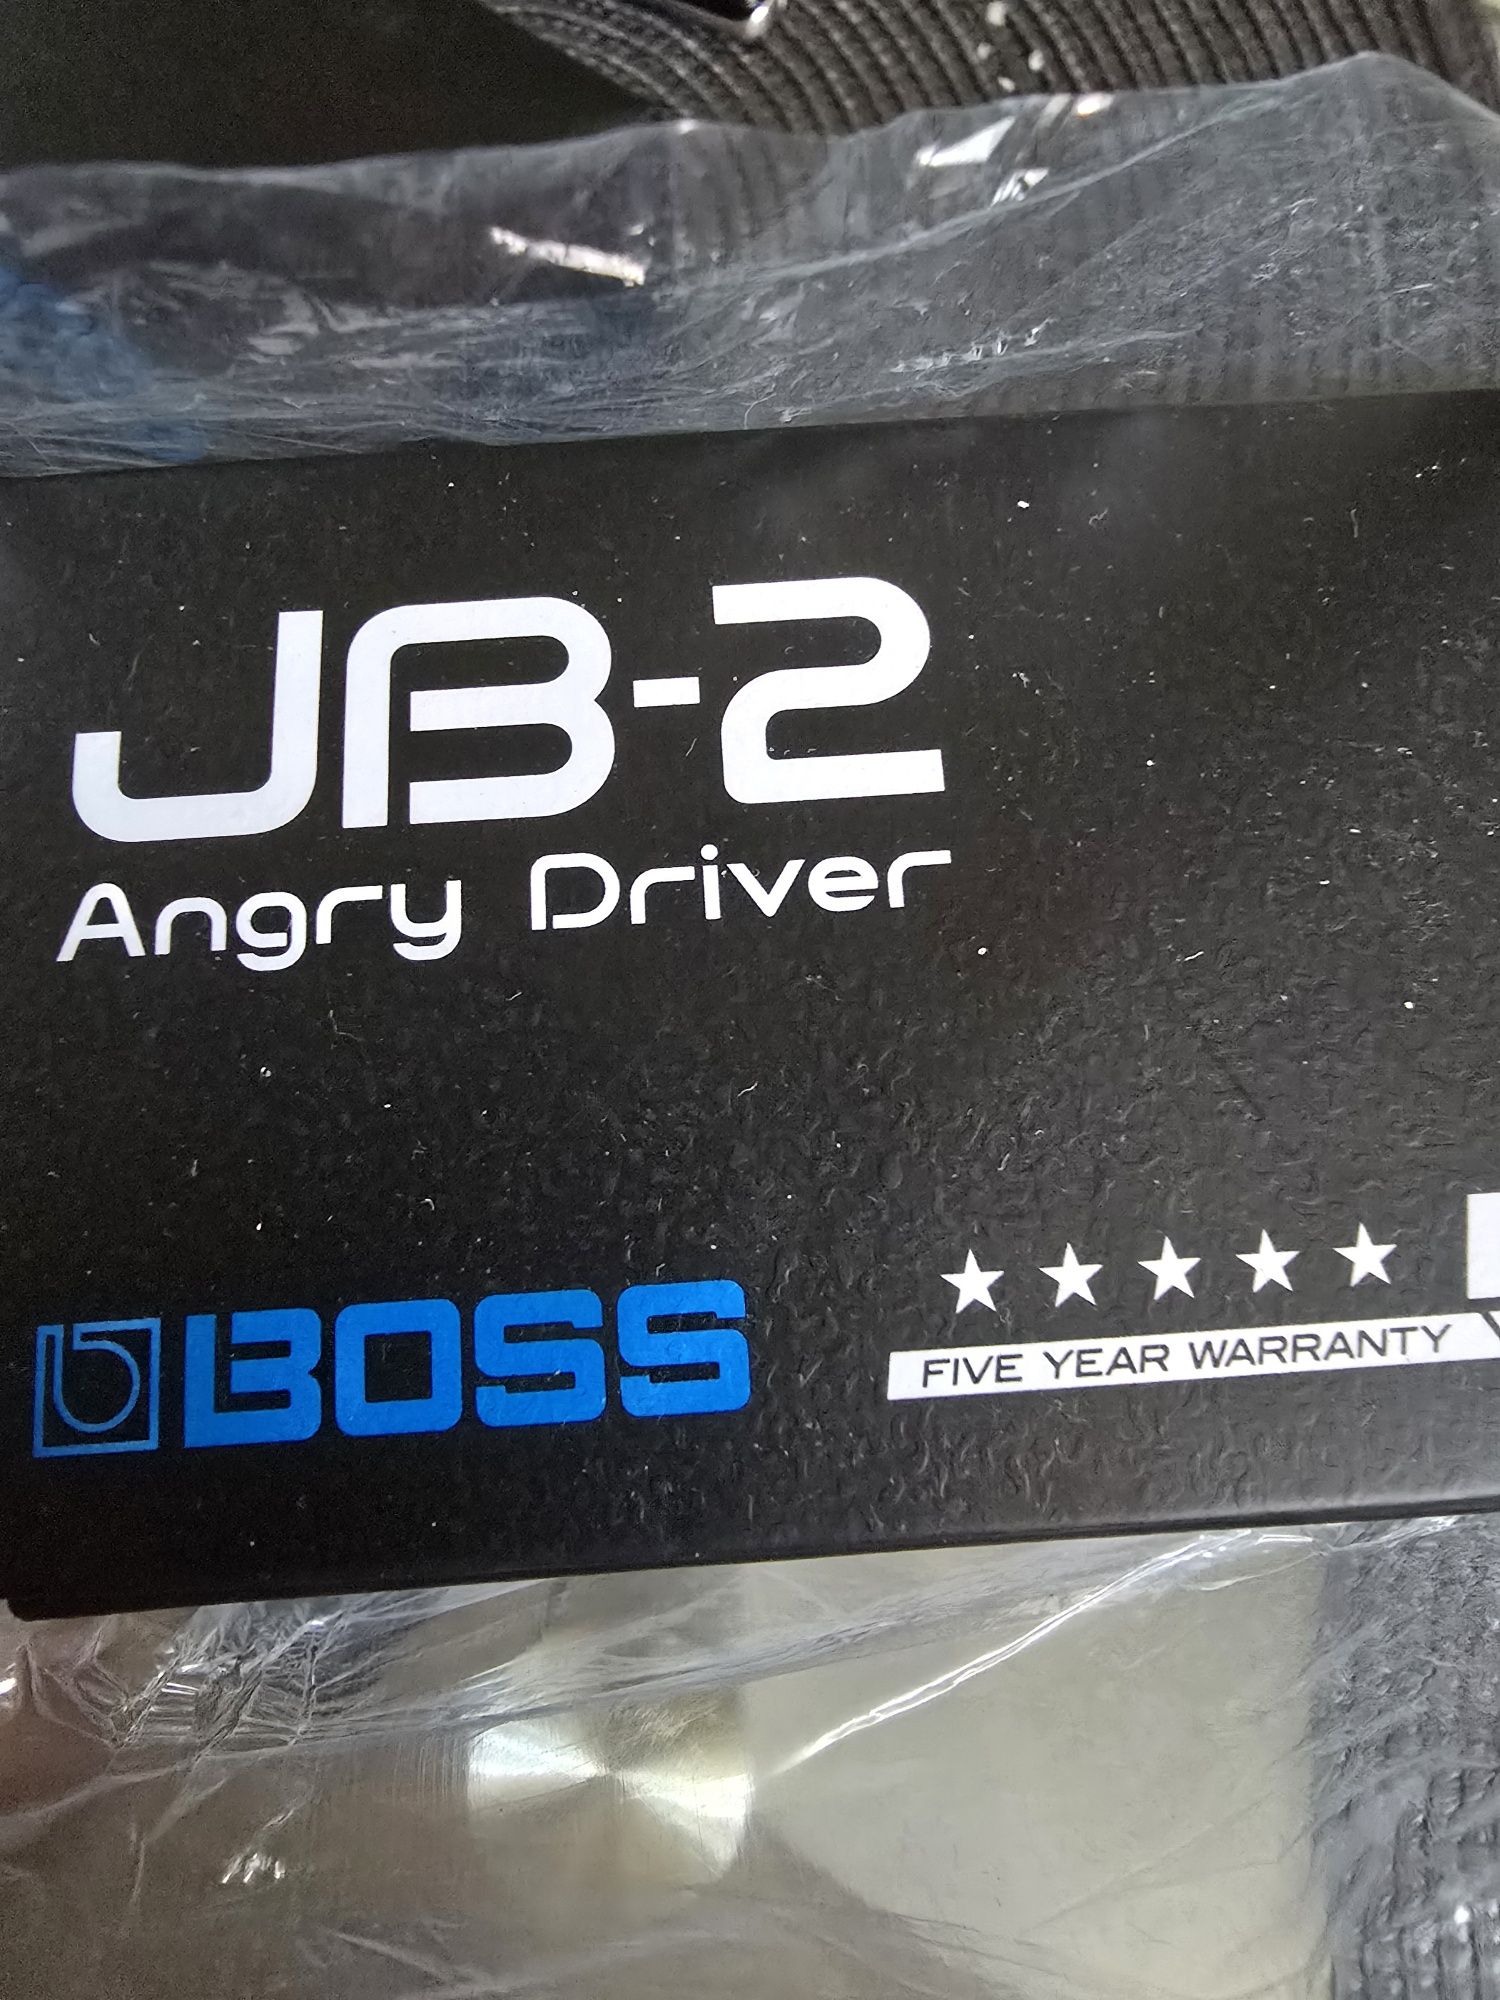 JB-2
Angry Driver
BOSS
FIVE YEAR WARRANTY